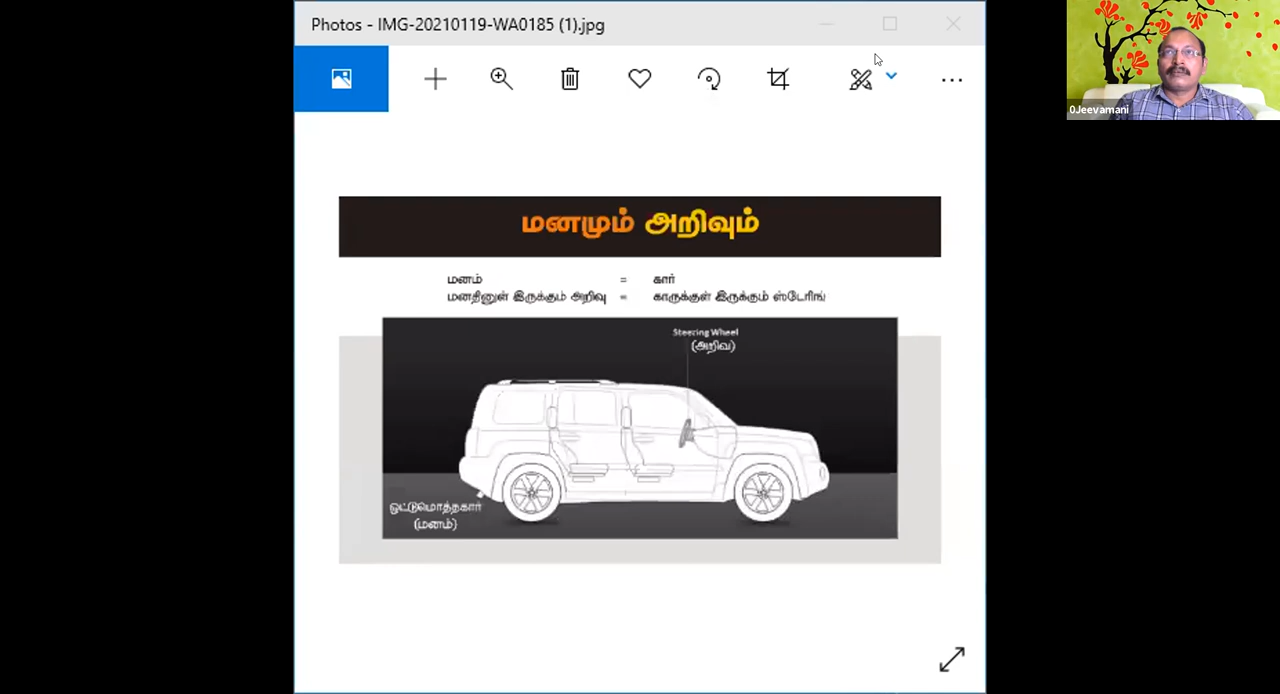 Photos - IMG-20210119-WA0185 (1).jpg
0Jeevamani
மனமும் அறிவும்
மனம் = கார்
மனதினுள் இருக்கும் அறிவு = காருக்குள் இருக்கும் ஸ்டேரிங்
Steering Wheel
(அறிவு)
ஒட்டுமொத்தகார்
(மனம்)